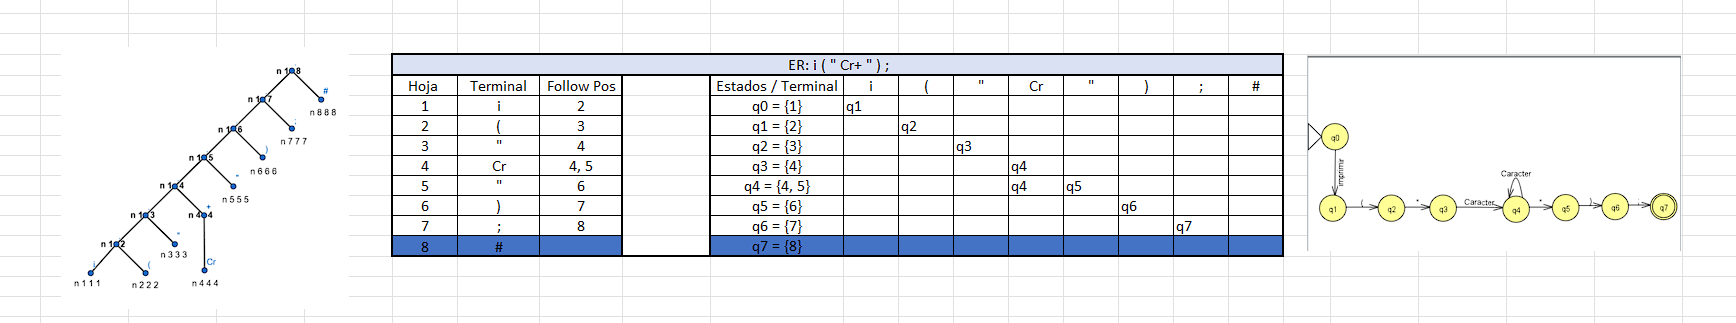 n 1 8
#
n 8 8 8
n 1 7
;
n 7 7 7
n 1 6
)
n 6 6 6
n 1 5
"
n 5 5 5
n 1 4
+
n 4 4
n 1 3
"
n 3 3 3
Cr
n 4 4 4
n 1 2
i
n 1 1 1
(
n 2 2 2
ER: i ( " Cr+ " ) ;
Hoja Terminal Follow Pos
1 i 2
2 ( 3
3 " 4
4 Cr 4, 5
5 " 6
6 ) 7
7 ; 8
8 #
Estados / Terminal i ( " Cr " ) ; #
q0 = {1} q1
q1 = {2} q2
q2 = {3} q3
q3 = {4} q4
q4 = {4, 5} q4 q5
q5 = {6} q6
q6 = {7} q7
q7 = {8}
q0
imprimir
Caracter
q1 ( q2 " q3 Caracter q4 " q5 ) q6 q7